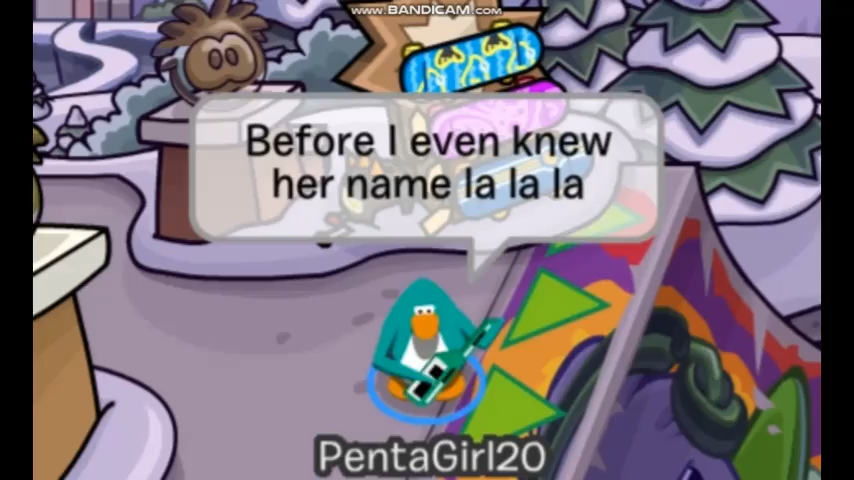 www.BANDICAM.com
Before I even knew
her name la la la
PentaGirl20